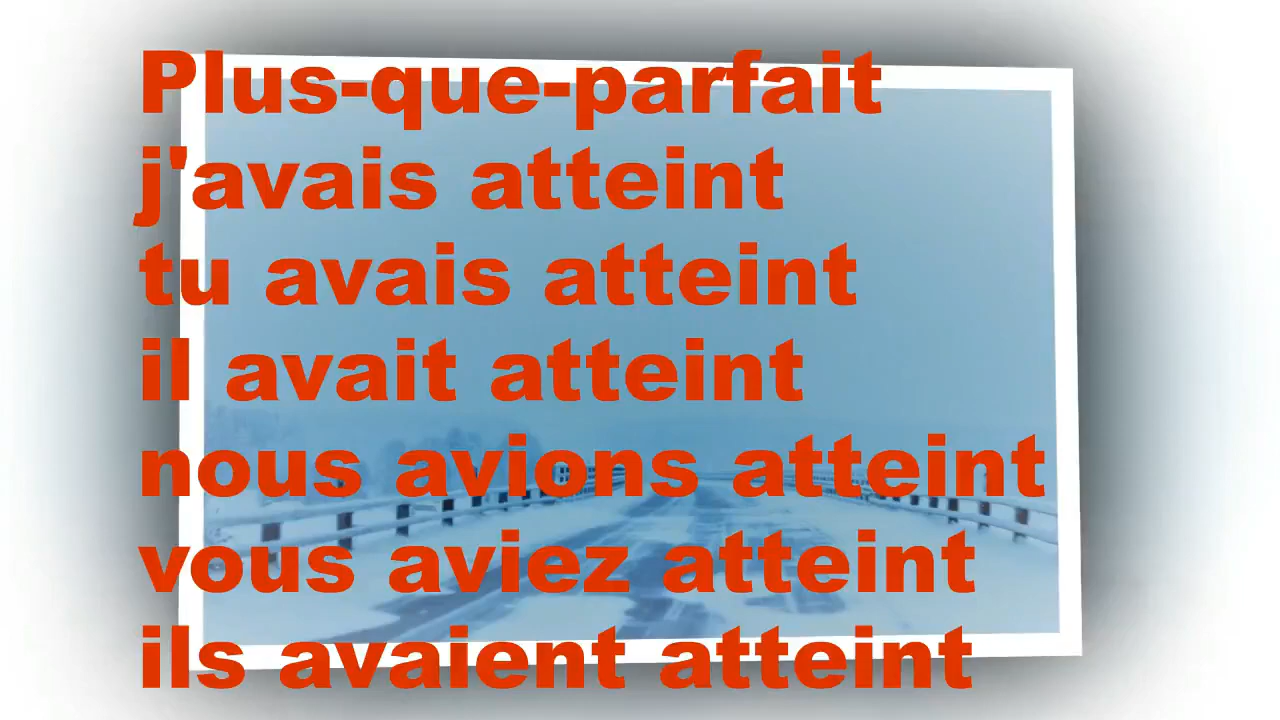 Plus-que-parfait
j'avais atteint
tu avais atteint
il avait atteint
nous avions atteint
vous aviez atteint
ils avaient atteint